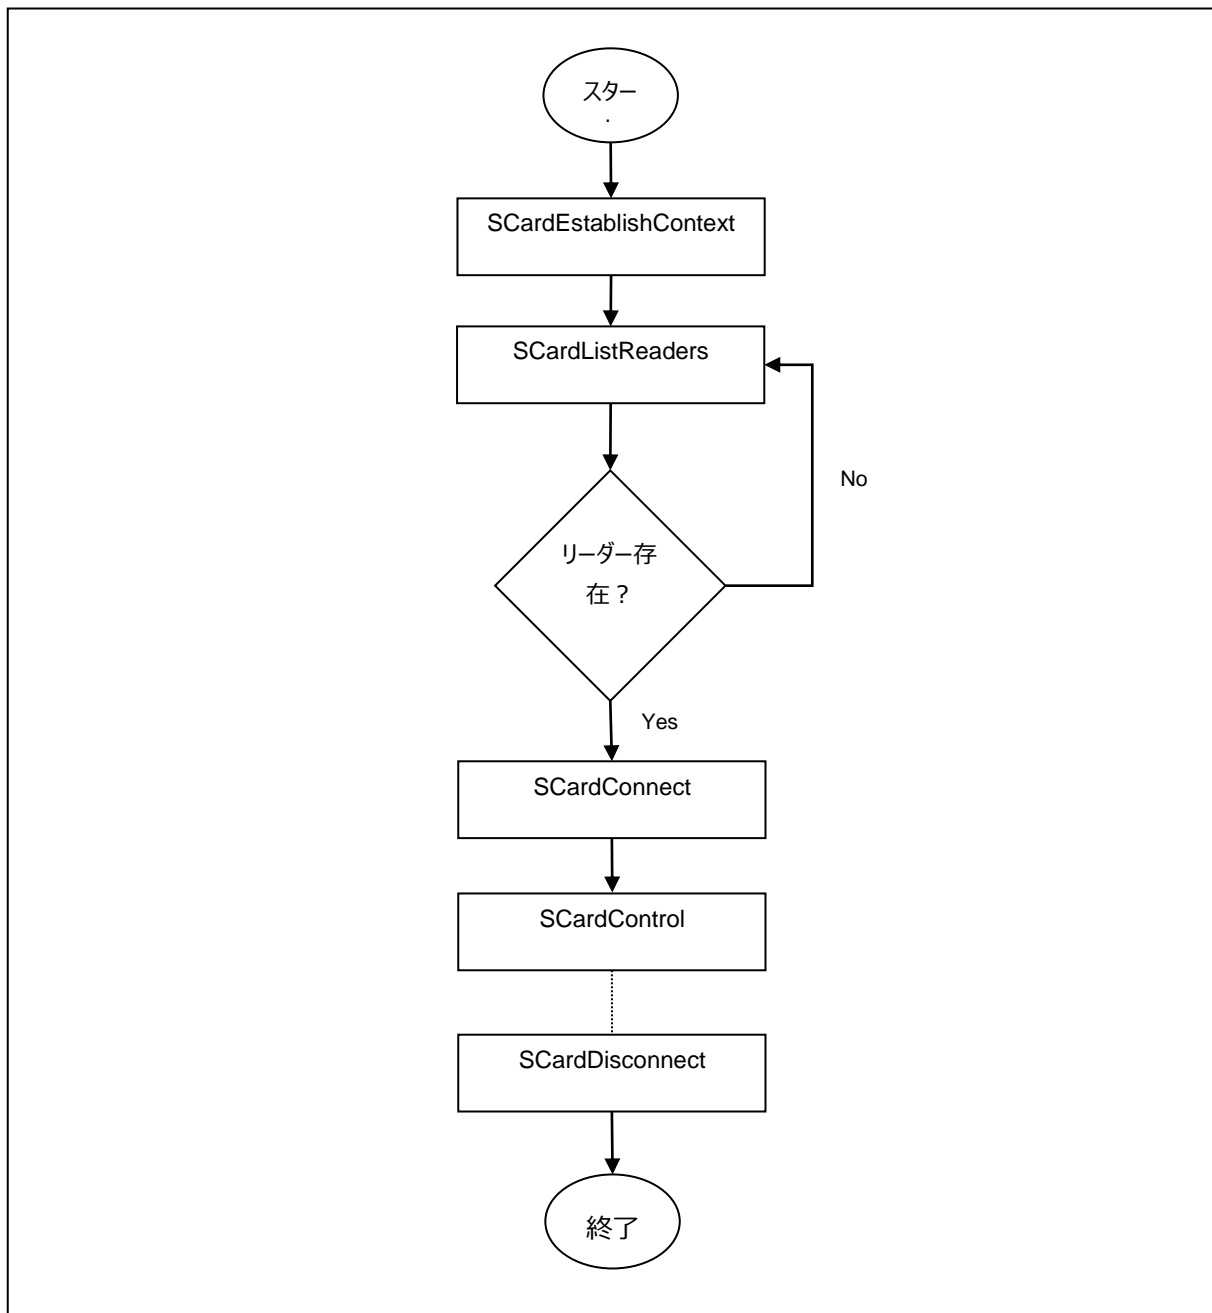 スター
SCardEstablishContext
SCardListReaders
No
リーダー存
在？
Yes
SCardConnect
SCardControl
SCardDisconnect
終了